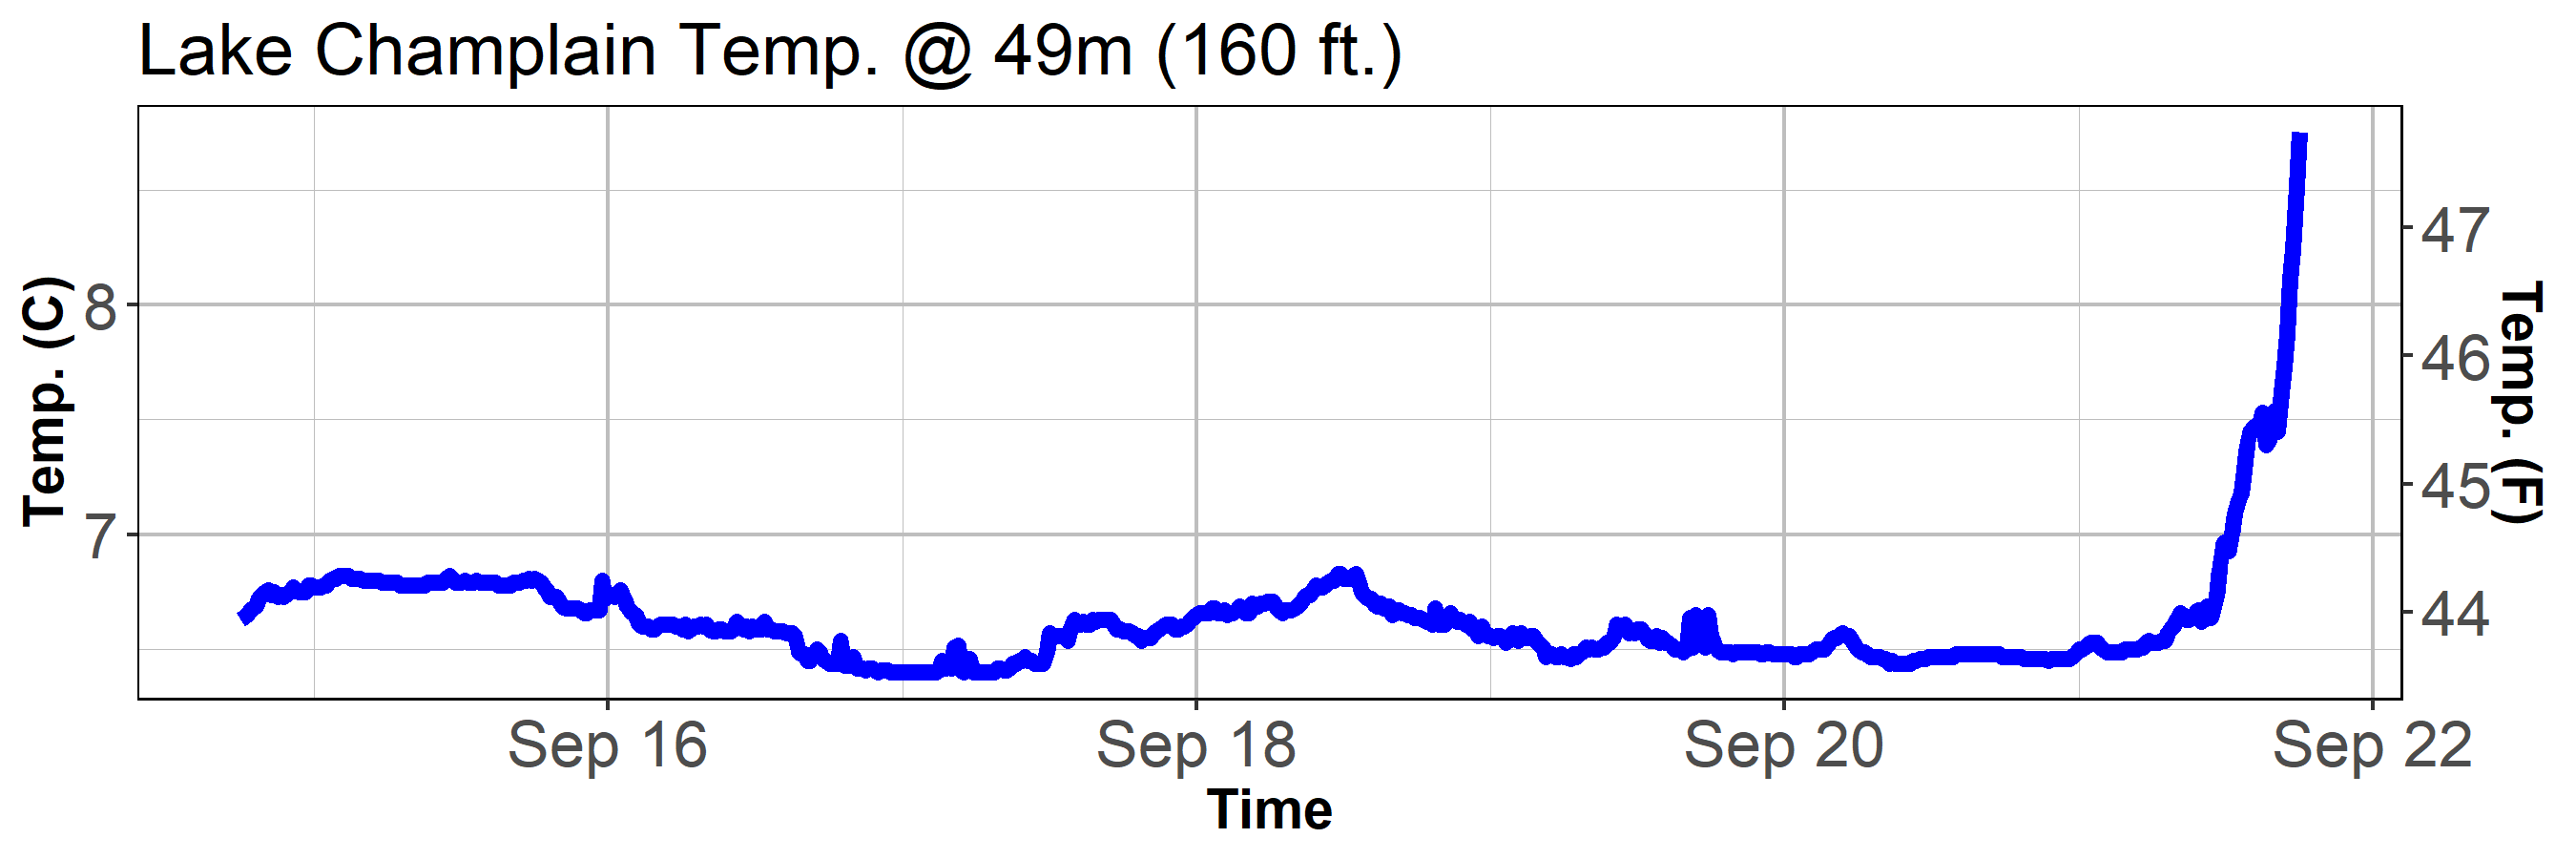 Lake Champlain Temp. @ 49m (160 ft.)
Temp. (C)
8
7
47
46
45
44
Temp. (F)
Sep 16
Sep 18
Sep 20
Sep 22
Time